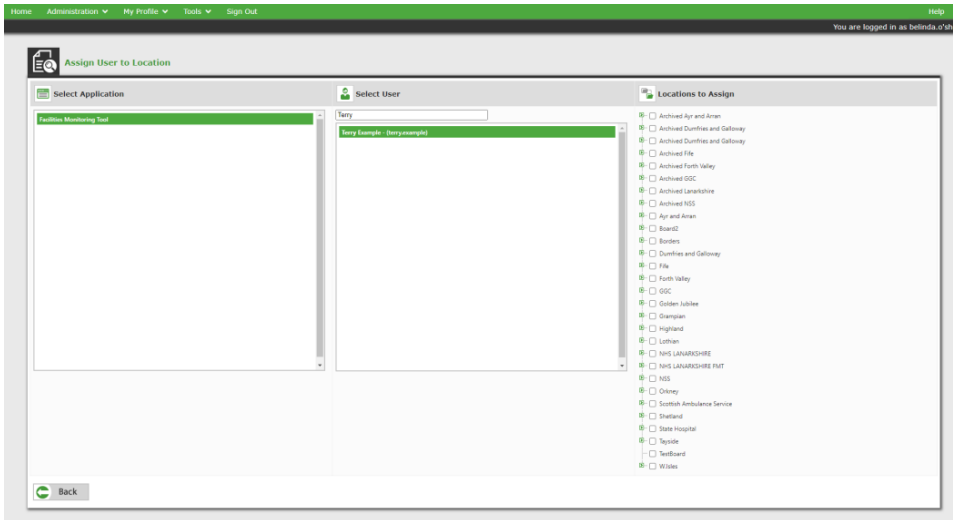 Home Administration My Profile Tools Sign Out Help
You are logged in as belinda.o'sh
Assign User to Location
Select Application
Facilities Monitoring Tool
Select User
Terry
Terry Example - (terry.example)
Locations to Assign
Archived Ayr and Arran
Archived Dumfries and Galloway
Archived Dumfries and Galloway
Archived Fife
Archived Forth Valley
Archived GGC
Archived Lanarkshire
Archived NSS
Ayr and Arran
Board2
Borders
Dumfries and Galloway
Fife
Forth Valley
GGC
Golden Jubilee
Grampian
Highland
Lothian
NHS LANARKSHIRE
NHS LANARKSHIRE FMT
NSS
Orkney
Scottish Ambulance Service
Shetland
State Hospital
Tayside
TestBoard
W.Isles
Back